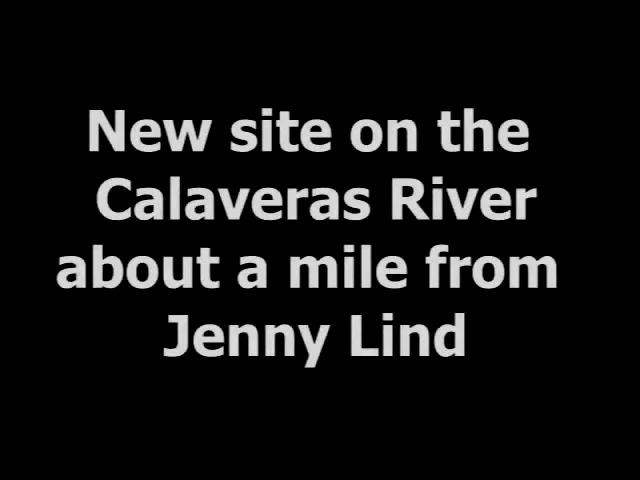 New site on the
Calaveras River
about a mile from
Jenny Lind